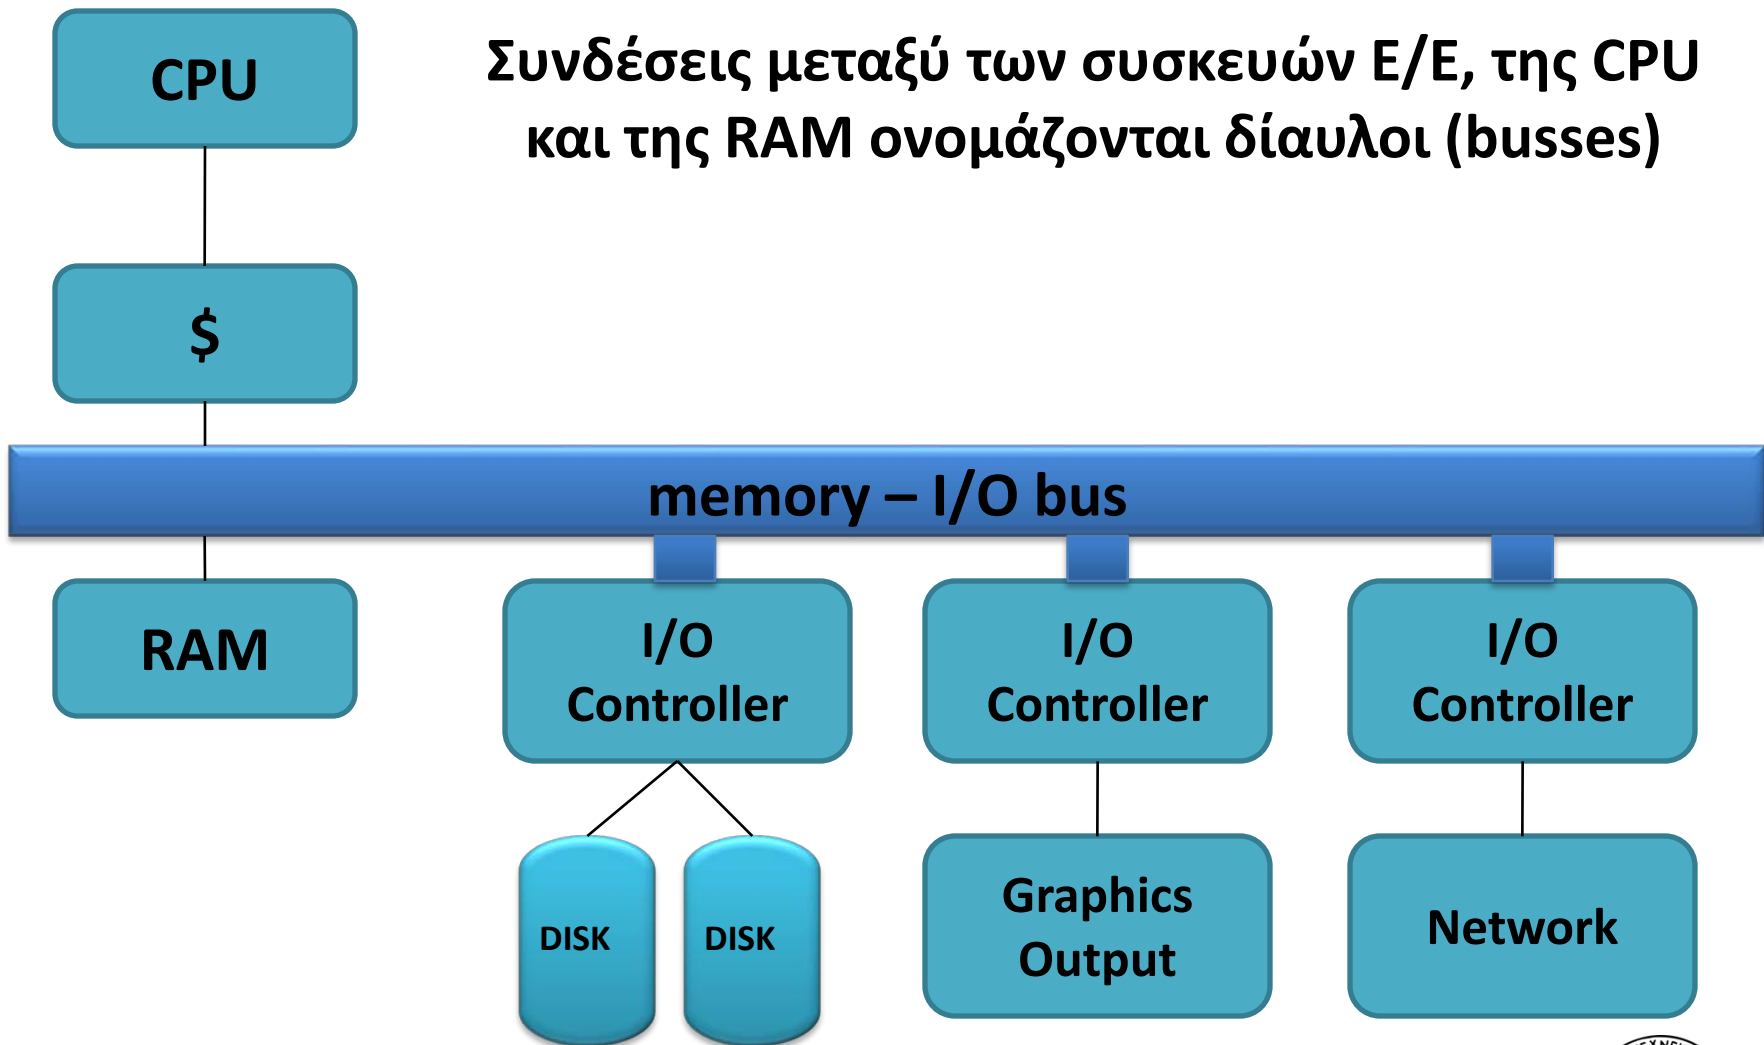 CPU
Συνδέσεις μεταξύ των συσκευών Ε/Ε, της CPU
και της RAM ονομάζονται δίαυλοι (busses)
$
memory – I/O bus
RAM
I/O
Controller
I/O
Controller
I/O
Controller
DISK
DISK
Graphics
Output
Network